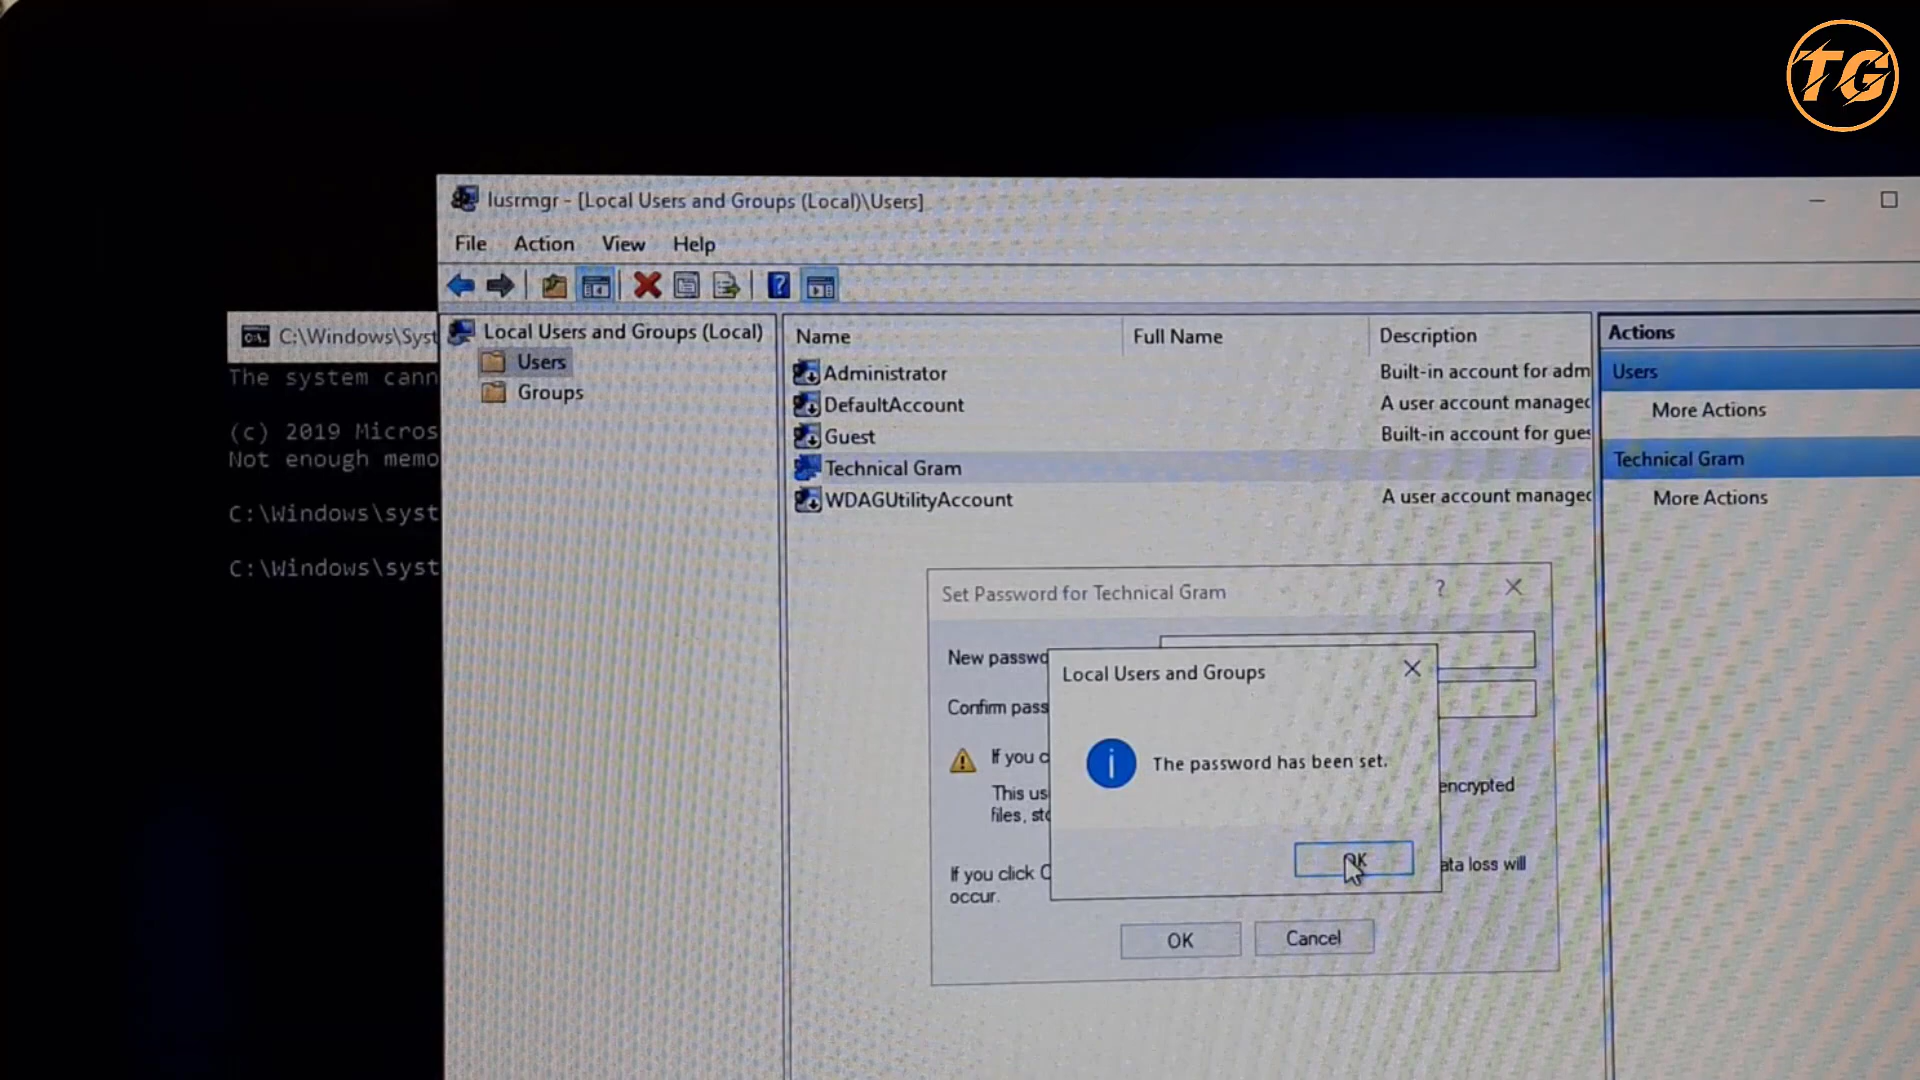 TG
lusrmgr - [Local Users and Groups (Local)\Users]
File Action View Help
C:\Windows\Syst
The system cann
(c) 2019 Micros
Not enough memo
C:\Windows\syst
C:\Windows\syst
Local Users and Groups (Local)
Users
Groups
Name Full Name Description
Administrator Built-in account for adm
DefaultAccount A user account managed
Guest Built-in account for gues
Technical Gram
WDAGUtilityAccount A user account managed
Actions
Users
More Actions
Technical Gram
More Actions
Set Password for Technical Gram
New passwo
Confirm pass
If you c
This us
encrypted
files, sto
If you click C
ata loss will
occur.
OK Cancel
Local Users and Groups
The password has been set.
OK